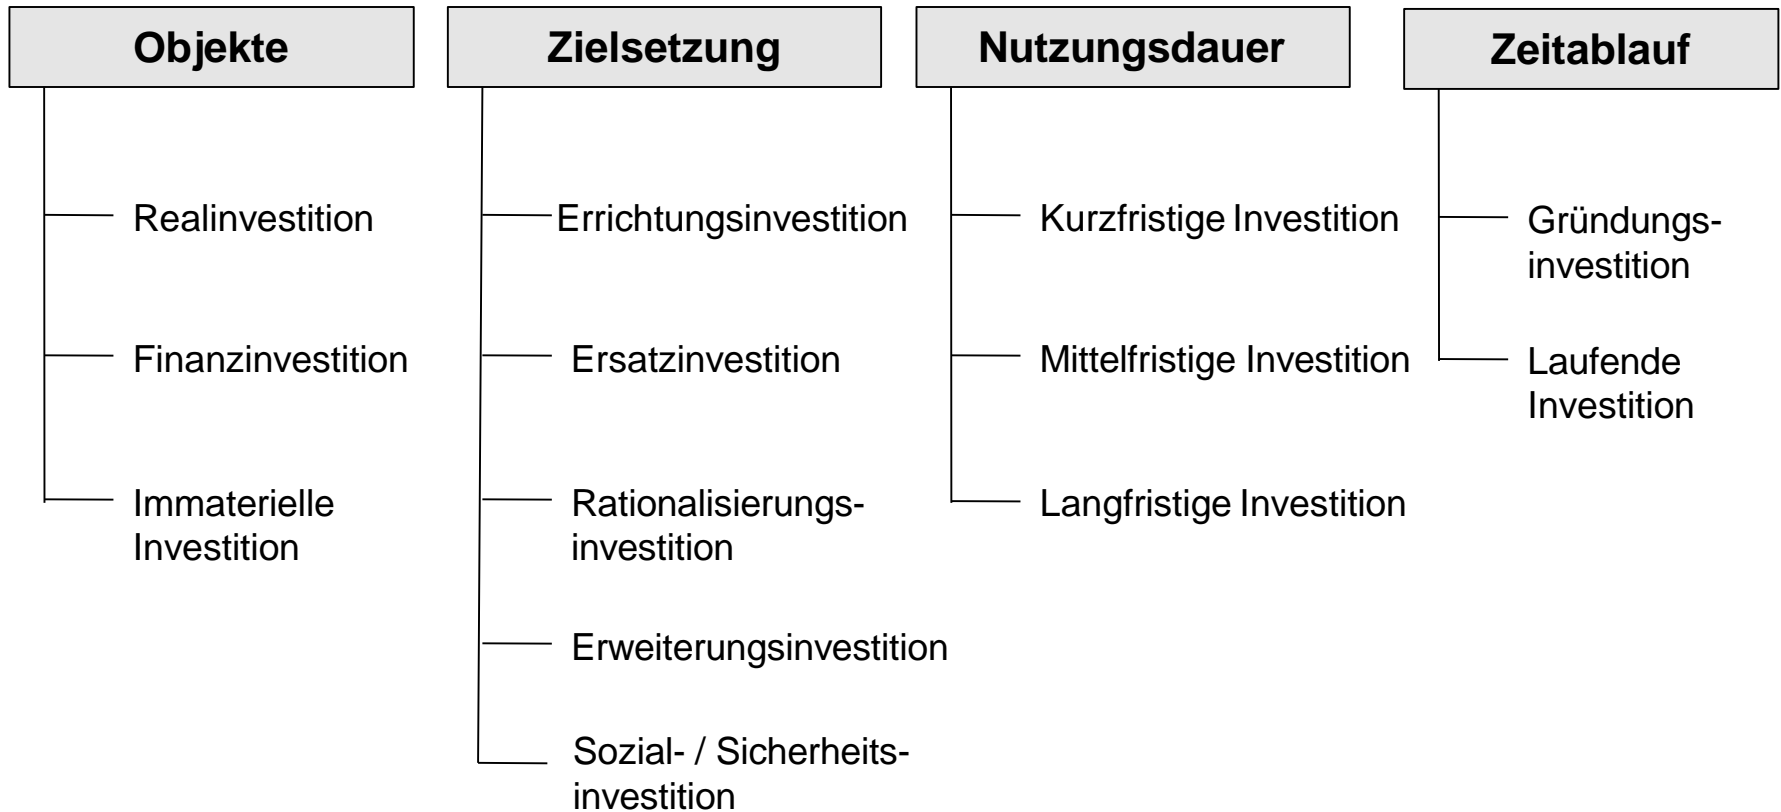 Objekte
Realinvestition
Finanzinvestition
Immaterielle
Investition
Zielsetzung
Errichtungsinvestition
Ersatzinvestition
Rationalisierungs-
investition
Erweiterungsinvestition
Sozial- / Sicherheits-
investition
Nutzungsdauer
Kurzfristige Investition
Mittelfristige Investition
Langfristige Investition
Zeitablauf
Gründungs-
investition
Laufende
Investition